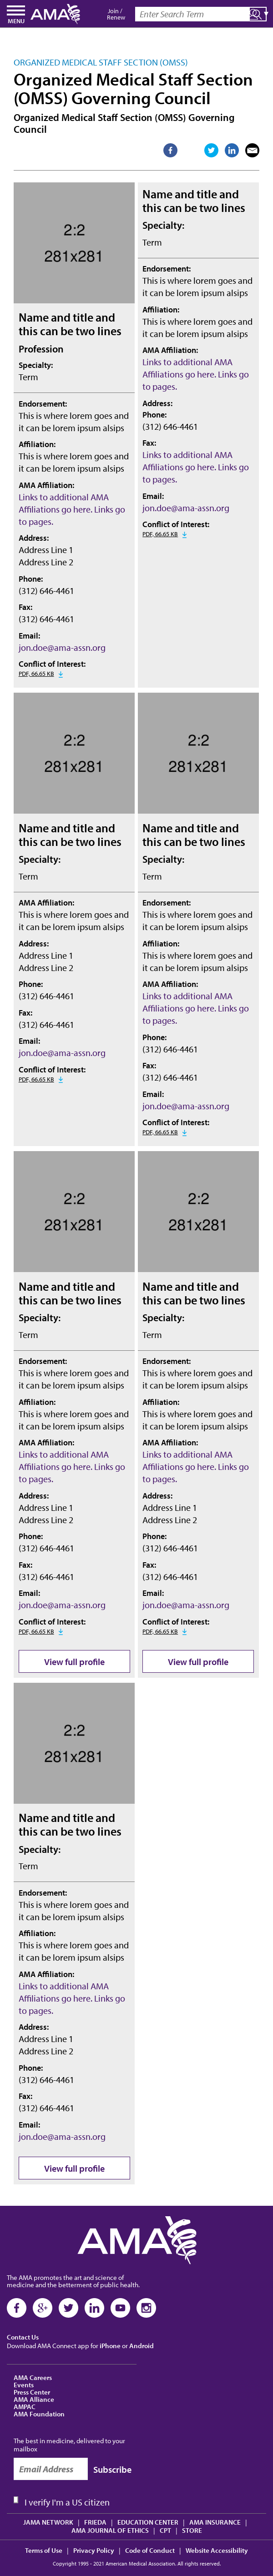 MENU
AMA
Join /
Renew
Enter Search Term
ORGANIZED MEDICAL STAFF SECTION (OMSS)
Organized Medical Staff Section
(OMSS) Governing Council
Organized Medical Staff Section (OMSS) Governing
Council
2:2
281x281
Name and title and
this can be two lines
Profession
Specialty:
Term
Endorsement:
This is where lorem goes and
it can be lorem ipsum alsips
Affiliation:
This is where lorem goes and
it can be lorem ipsum alsips
AMA Affiliation:
Links to additional AMA
Affiliations go here. Links go
to pages.
Address:
Address Line 1
Address Line 2
Phone:
(312) 646-4461
Fax:
(312) 646-4461
Email:
jon.doe@ama-assn.org
Conflict of Interest:
PDF, 66.65 KB
Name and title and
this can be two lines
Specialty:
Term
Endorsement:
This is where lorem goes and
it can be lorem ipsum alsips
Affiliation:
This is where lorem goes and
it can be lorem ipsum alsips
AMA Affiliation:
Links to additional AMA
Affiliations go here. Links go
to pages.
Address:
Phone:
(312) 646-4461
Fax:
Links to additional AMA
Affiliations go here. Links go
to pages.
Email:
jon.doe@ama-assn.org
Conflict of Interest:
PDF, 66.65 KB
2:2
281x281
Name and title and
this can be two lines
Specialty:
Term
AMA Affiliation:
This is where lorem goes and
it can be lorem ipsum alsips
Address:
Address Line 1
Address Line 2
Phone:
(312) 646-4461
Fax:
(312) 646-4461
Email:
jon.doe@ama-assn.org
Conflict of Interest:
PDF, 66.65 KB
2:2
281x281
Name and title and
this can be two lines
Specialty:
Term
Endorsement:
This is where lorem goes and
it can be lorem ipsum alsips
Affiliation:
This is where lorem goes and
it can be lorem ipsum alsips
AMA Affiliation:
Links to additional AMA
Affiliations go here. Links go
to pages.
Phone:
(312) 646-4461
Fax:
(312) 646-4461
Email:
jon.doe@ama-assn.org
Conflict of Interest:
PDF, 66.65 KB
2:2
281x281
Name and title and
this can be two lines
Specialty:
Term
Endorsement:
This is where lorem goes and
it can be lorem ipsum alsips
Affiliation:
This is where lorem goes and
it can be lorem ipsum alsips
AMA Affiliation:
Links to additional AMA
Affiliations go here. Links go
to pages.
Address:
Address Line 1
Address Line 2
Phone:
(312) 646-4461
Fax:
(312) 646-4461
Email:
jon.doe@ama-assn.org
Conflict of Interest:
PDF, 66.65 KB
View full profile
2:2
281x281
Name and title and
this can be two lines
Specialty:
Term
Endorsement:
This is where lorem goes and
it can be lorem ipsum alsips
Affiliation:
This is where lorem goes and
it can be lorem ipsum alsips
AMA Affiliation:
Links to additional AMA
Affiliations go here. Links go
to pages.
Address:
Address Line 1
Address Line 2
Phone:
(312) 646-4461
Fax:
(312) 646-4461
Email:
jon.doe@ama-assn.org
Conflict of Interest:
PDF, 66.65 KB
View full profile
2:2
281x281
Name and title and
this can be two lines
Specialty:
Term
Endorsement:
This is where lorem goes and
it can be lorem ipsum alsips
Affiliation:
This is where lorem goes and
it can be lorem ipsum alsips
AMA Affiliation:
Links to additional AMA
Affiliations go here. Links go
to pages.
Address:
Address Line 1
Address Line 2
Phone:
(312) 646-4461
Fax:
(312) 646-4461
Email:
jon.doe@ama-assn.org
View full profile
AMA
The AMA promotes the art and science of
medicine and the betterment of public health.
Contact Us
Download AMA Connect app for iPhone or Android
AMA Careers
Events
Press Center
AMA Alliance
AMPAC
AMA Foundation
The best in medicine, delivered to your
mailbox
Email Address
Subscribe
I verify I'm a US citizen
JAMA NETWORK | FRIEDA | EDUCATION CENTER | AMA INSURANCE |
AMA JOURNAL OF ETHICS | CPT | STORE
Terms of Use | Privacy Policy | Code of Conduct | Website Accessibility
Copyright 1995 - 2021 American Medical Association. All rights reserved.